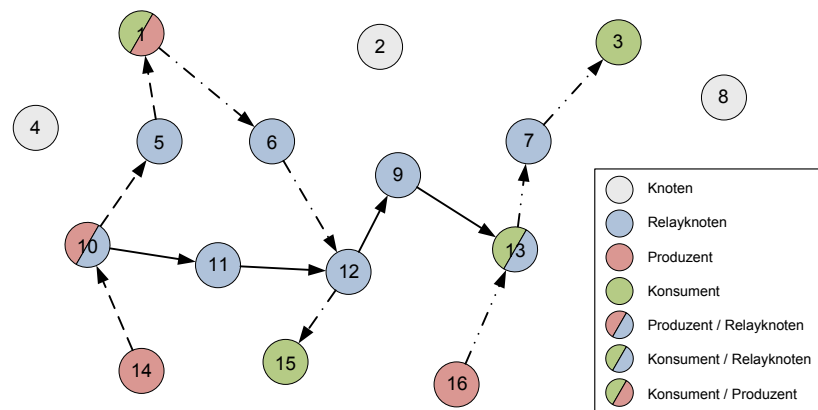 1
2
3
8
4
5
6
7
9
10
11
12
13
14
15
16
Knoten
Relayknoten
Produzent
Konsument
Produzent / Relayknoten
Konsument / Relayknoten
Konsument / Produzent